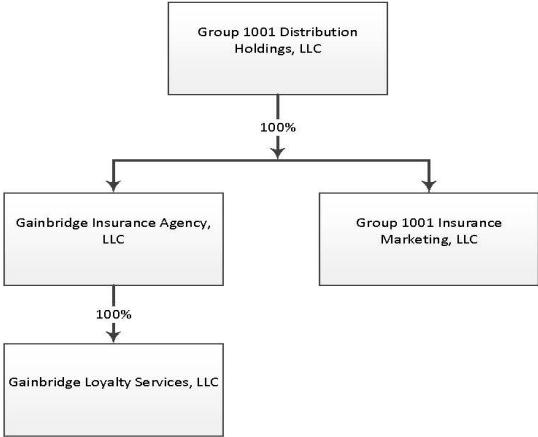 Group 1001 Distribution
Holdings, LLC
100%
Gainbridge Insurance Agency,
LLC
Group 1001 Insurance
Marketing, LLC
100%
Gainbridge Loyalty Services, LLC